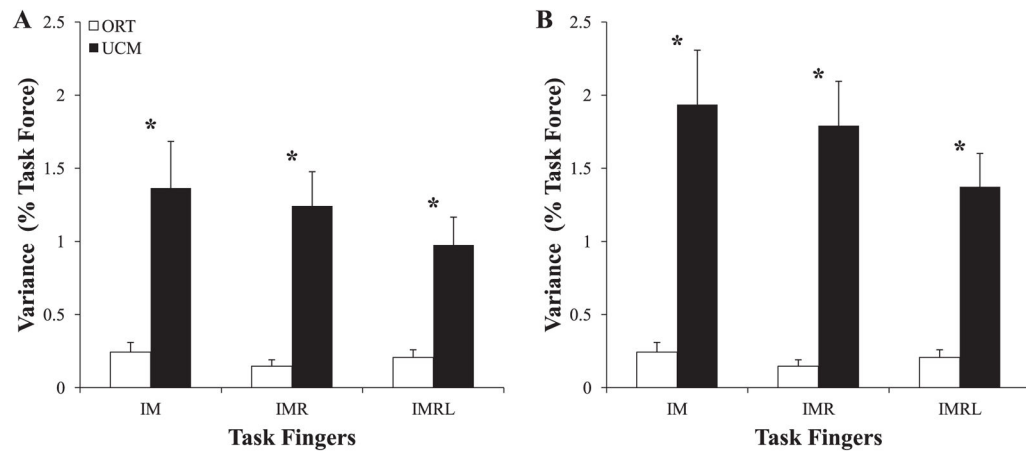 A
ORT
UCM
Variance (% Task Force)
2.5
2
1.5
1
0.5
0
*
*
*
IM
IMR
IMRL
Task Fingers
B
Variance (% Task Force)
2.5
2
1.5
1
0.5
0
*
*
*
IM
IMR
IMRL
Task Fingers